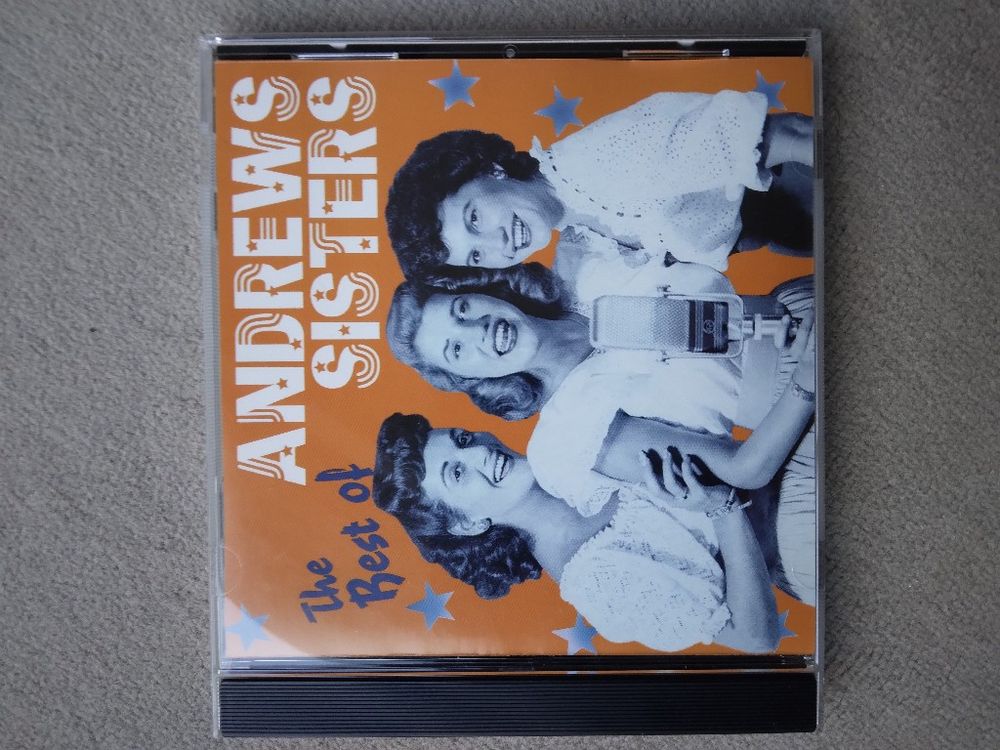 The
Best of
ANDREWS
SISTERS